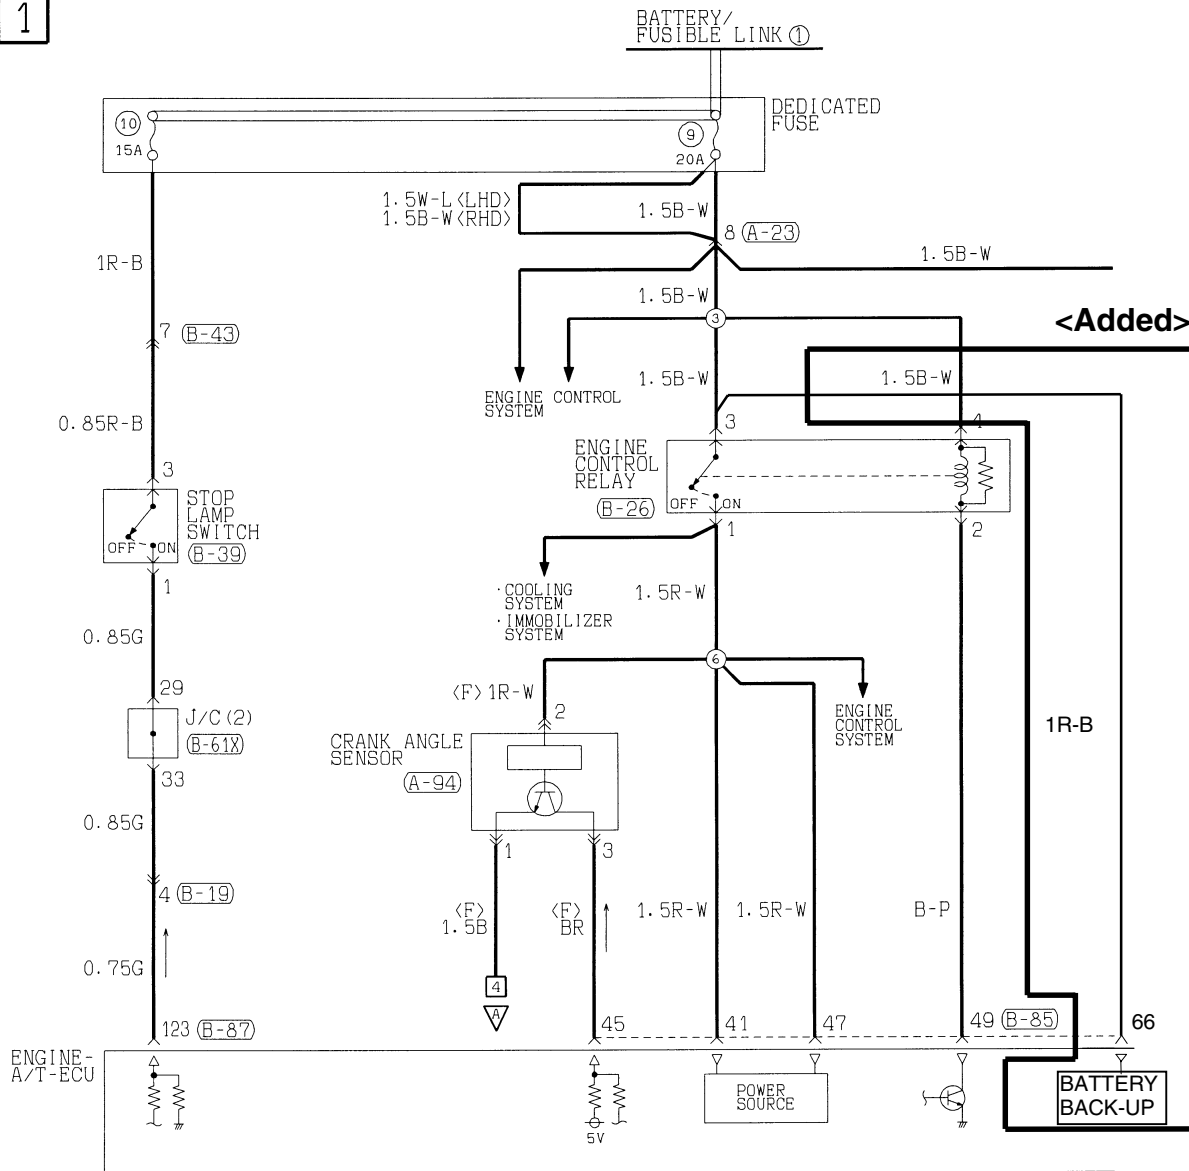 1
BATTERY/
FUSIBLE LINK ①
DEDICATED
FUSE
⑩
15A
⑨
20A
1.5W-L<LHD>
1.5B-W<RHD>
1.5B-W
8 (A-23)
1R-B
1.5B-W
1.5B-W
<Added>
③
7 (B-43)
1.5B-W
1.5B-W
ENGINE CONTROL
SYSTEM
0.85R-B
3
4
3
ENGINE
CONTROL
RELAY
(B-26)
OFF ON
STOP
LAMP
SWITCH
(B-39)
OFF ON
1
2
1
·COOLING
SYSTEM
·IMMOBILIZER
SYSTEM
1.5R-W
0.85G
⑥
29
<F>1R-W
2
J/C(2)
(B-61X)
ENGINE
CONTROL
SYSTEM
1R-B
CRANK ANGLE
SENSOR
(A-94)
33
0.85G
1
3
4 (B-19)
<F>
1.5B
<F>
BR
1.5R-W
1.5R-W
B-P
0.75G
4
A
123 (B-87)
45
41
47
49 (B-85)
66
ENGINE-
A/T-ECU
5V
POWER
SOURCE
BATTERY
BACK-UP